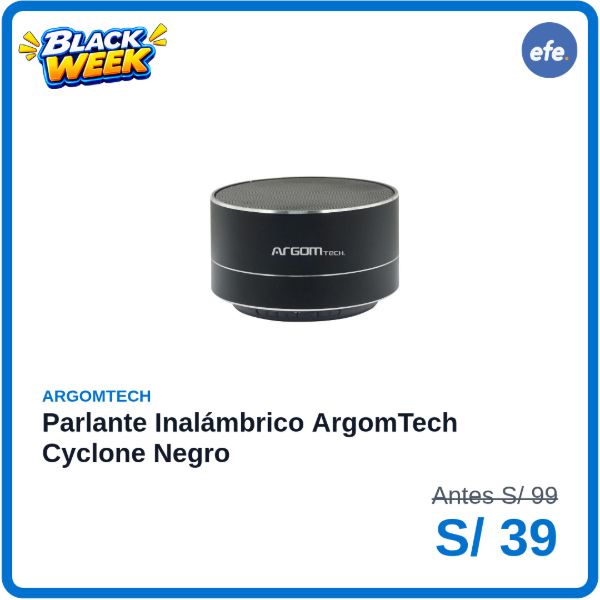 BLACK
WEEK
efe.
ARGOMTECH
ARGOMTECH
Parlante Inalámbrico ArgomTech
Cyclone Negro
Antes S/ 99
S/ 39